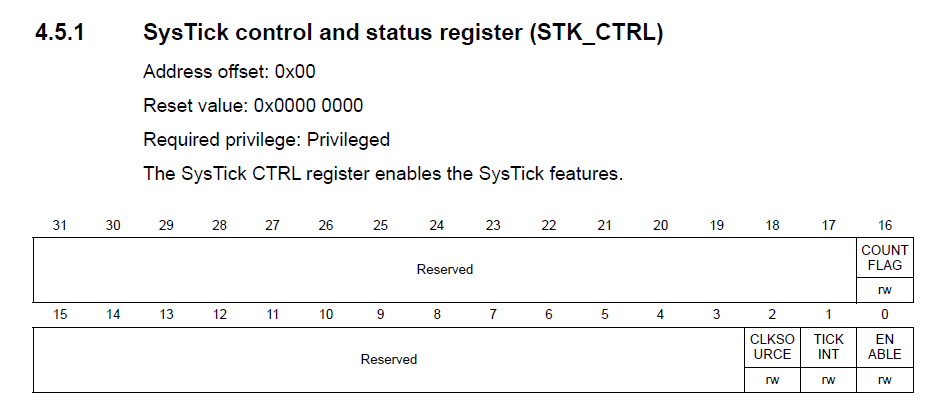 4.5.1 SysTick control and status register (STK_CTRL)
Address offset: 0x00
Reset value: 0x0000 0000
Required privilege: Privileged
The SysTick CTRL register enables the SysTick features.
31 30 29 28 27 26 25 24 23 22 21 20 19 18 17 16
Reserved
COUNT
FLAG
rw
15 14 13 12 11 10 9 8 7 6 5 4 3 2 1 0
Reserved
CLKSO
URCE
TICK
INT
EN
ABLE
rw rw rw